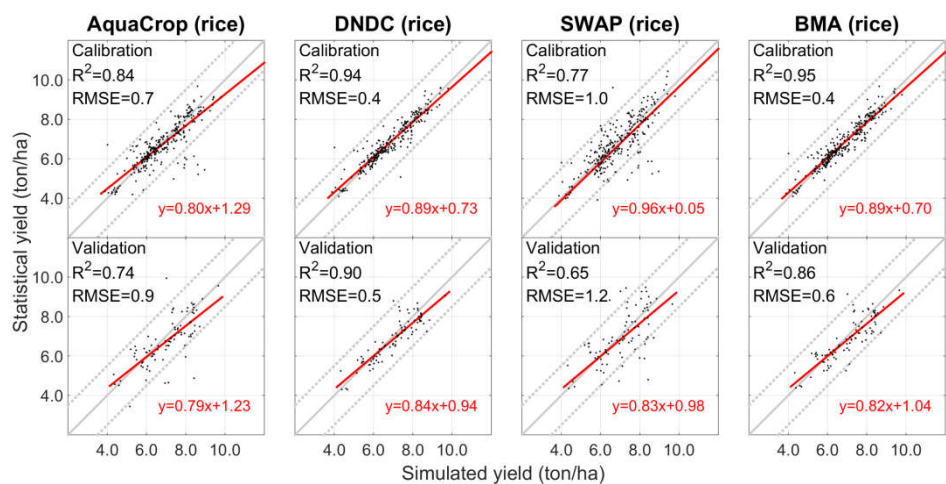 AquaCrop (rice)
DNDC (rice)
SWAP (rice)
BMA (rice)
Statistical yield (ton/ha)
10.0
8.0
6.0
4.0
Calibration
R²=0.84
RMSE=0.7
y=0.80x+1.29
Calibration
R²=0.94
RMSE=0.4
y=0.89x+0.73
Calibration
R²=0.77
RMSE=1.0
y=0.96x+0.05
Calibration
R²=0.95
RMSE=0.4
y=0.89x+0.70
10.0
8.0
6.0
4.0
Validation
R²=0.74
RMSE=0.9
y=0.79x+1.23
Validation
R²=0.90
RMSE=0.5
y=0.84x+0.94
Validation
R²=0.65
RMSE=1.2
y=0.83x+0.98
Validation
R²=0.86
RMSE=0.6
y=0.82x+1.04
4.0 6.0 8.0 10.0
4.0 6.0 8.0 10.0
4.0 6.0 8.0 10.0
4.0 6.0 8.0 10.0
Simulated yield (ton/ha)